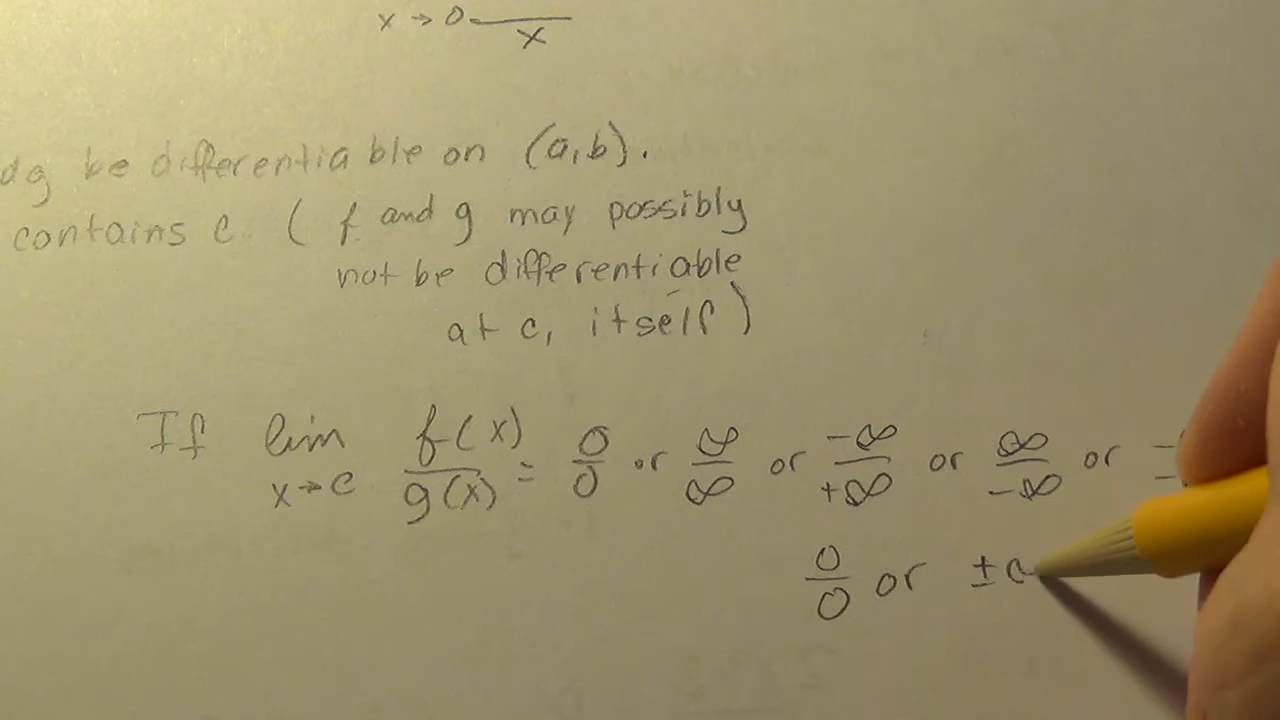 x → 0 x
g be differentiable on (a,b).
contains c. ( f and g may possibly
not be differentiable
at c, itself )
If lim x→c f(x)/g(x) = 0/0 or ∞/∞ or -∞/+∞ or ∞/-∞ or
0/0 or ±